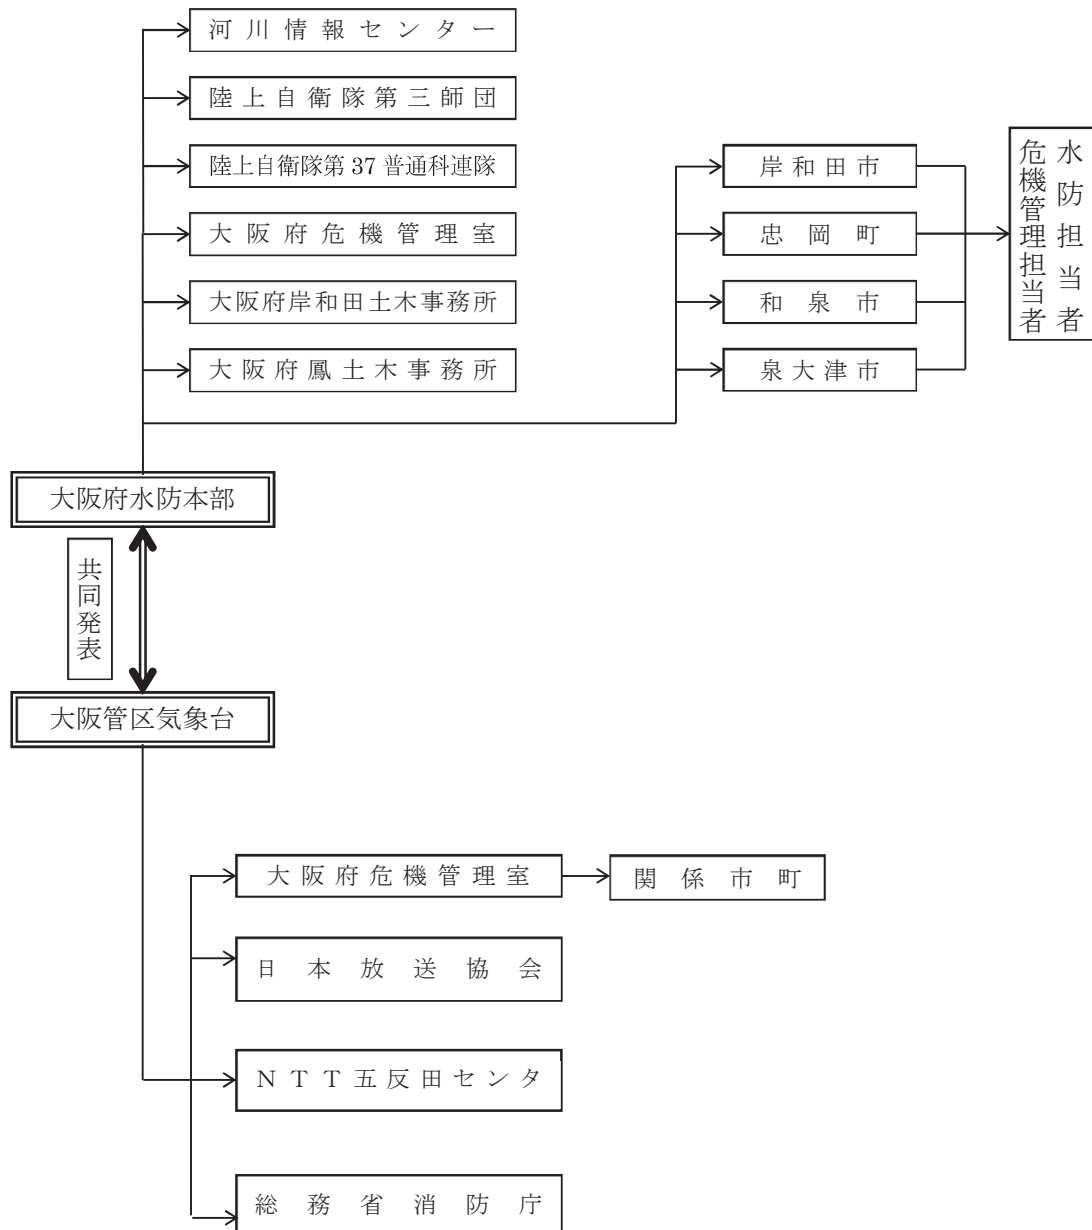 河川情報センター
陸上自衛隊第三師団
陸上自衛隊第 37 普通科連隊
大阪府危機管理室
大阪府岸和田土木事務所
大阪府鳳土木事務所
岸和田市
忠岡町
和泉市
泉大津市
水防担当者
危機管理担当者
大阪府水防本部
共同発表
大阪管区気象台
大阪府危機管理室
関係市町
日本放送協会
NTT五反田センタ
総務省消防庁